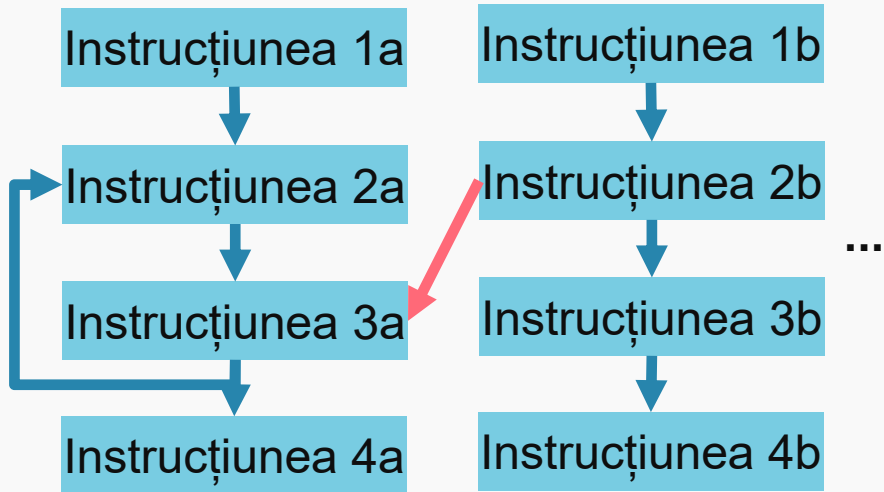 Instrucțiunea 1a
Instrucțiunea 2a
Instrucțiunea 3a
Instrucțiunea 4a
Instrucțiunea 1b
Instrucțiunea 2b
Instrucțiunea 3b
Instrucțiunea 4b
...